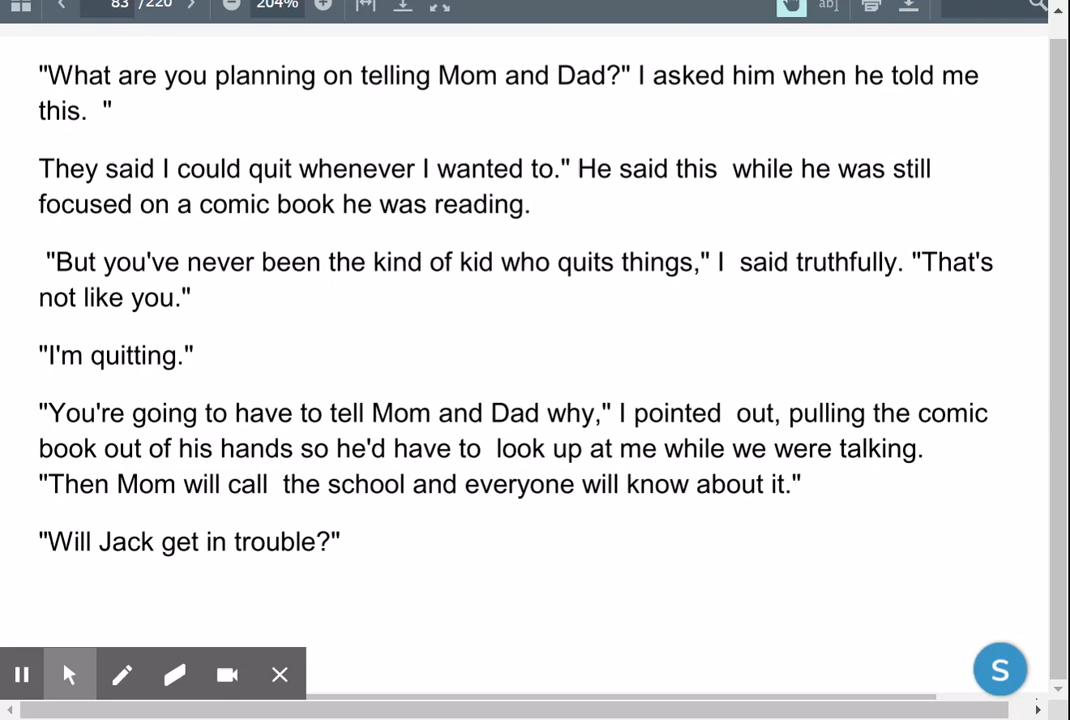 83 /220 204%
"What are you planning on telling Mom and Dad?" I asked him when he told me
this.  "
They said I could quit whenever I wanted to." He said this  while he was still
focused on a comic book he was reading.
"But you've never been the kind of kid who quits things," I  said truthfully. "That's
not like you."
"I'm quitting."
"You're going to have to tell Mom and Dad why," I pointed  out, pulling the comic
book out of his hands so he'd have to  look up at me while we were talking.
"Then Mom will call  the school and everyone will know about it."
"Will Jack get in trouble?"
S